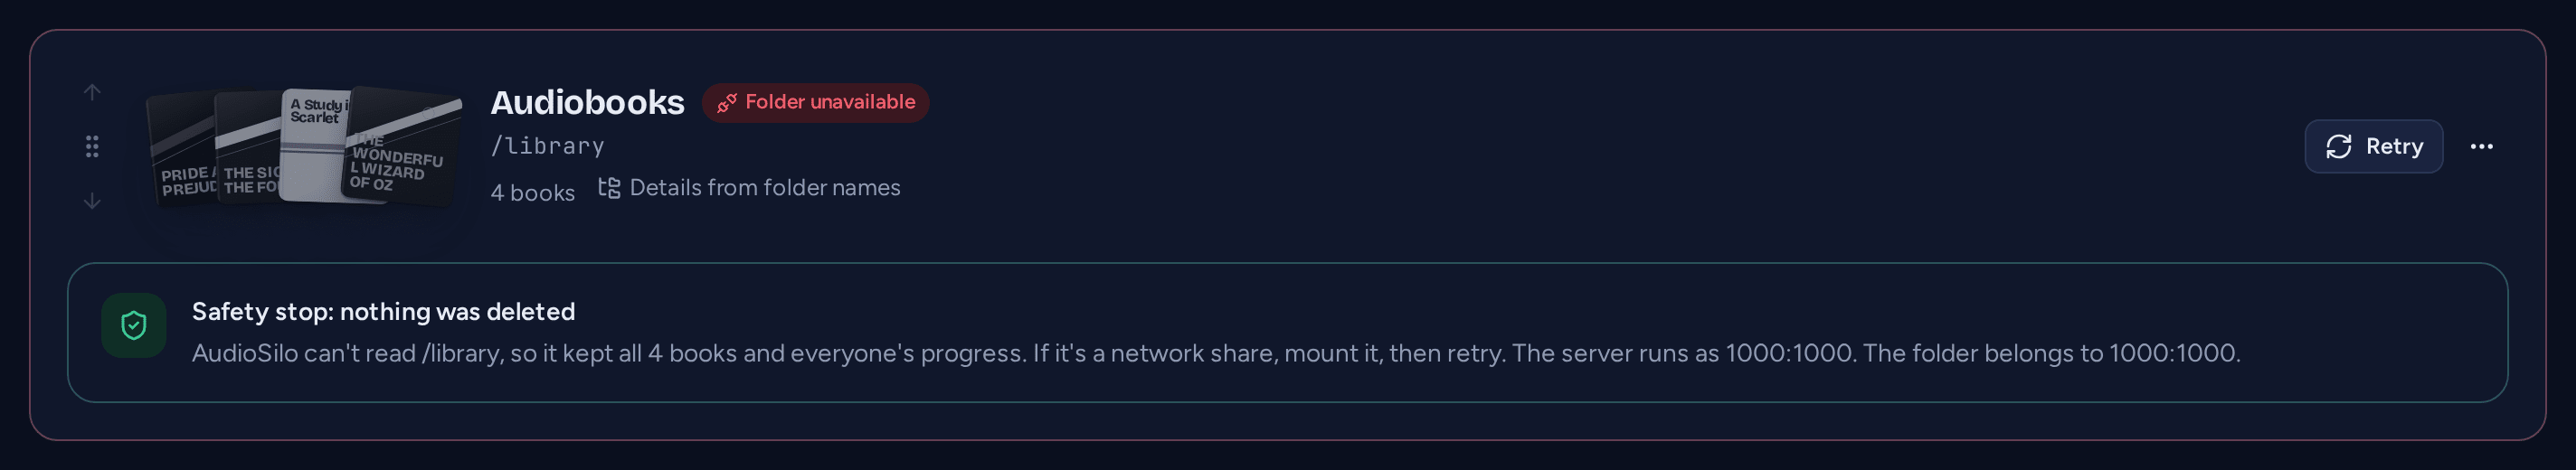 PRIDE
PREJUD
THE SIG
THE FO
A Study i
Scarlet
THE
WONDERFU
L WIZARD
OF OZ
Audiobooks
Folder unavailable
/library
4 books
Details from folder names
Retry
Safety stop: nothing was deleted
AudioSilo can't read /library, so it kept all 4 books and everyone's progress. If it's a network share, mount it, then retry. The server runs as 1000:1000. The folder belongs to 1000:1000.